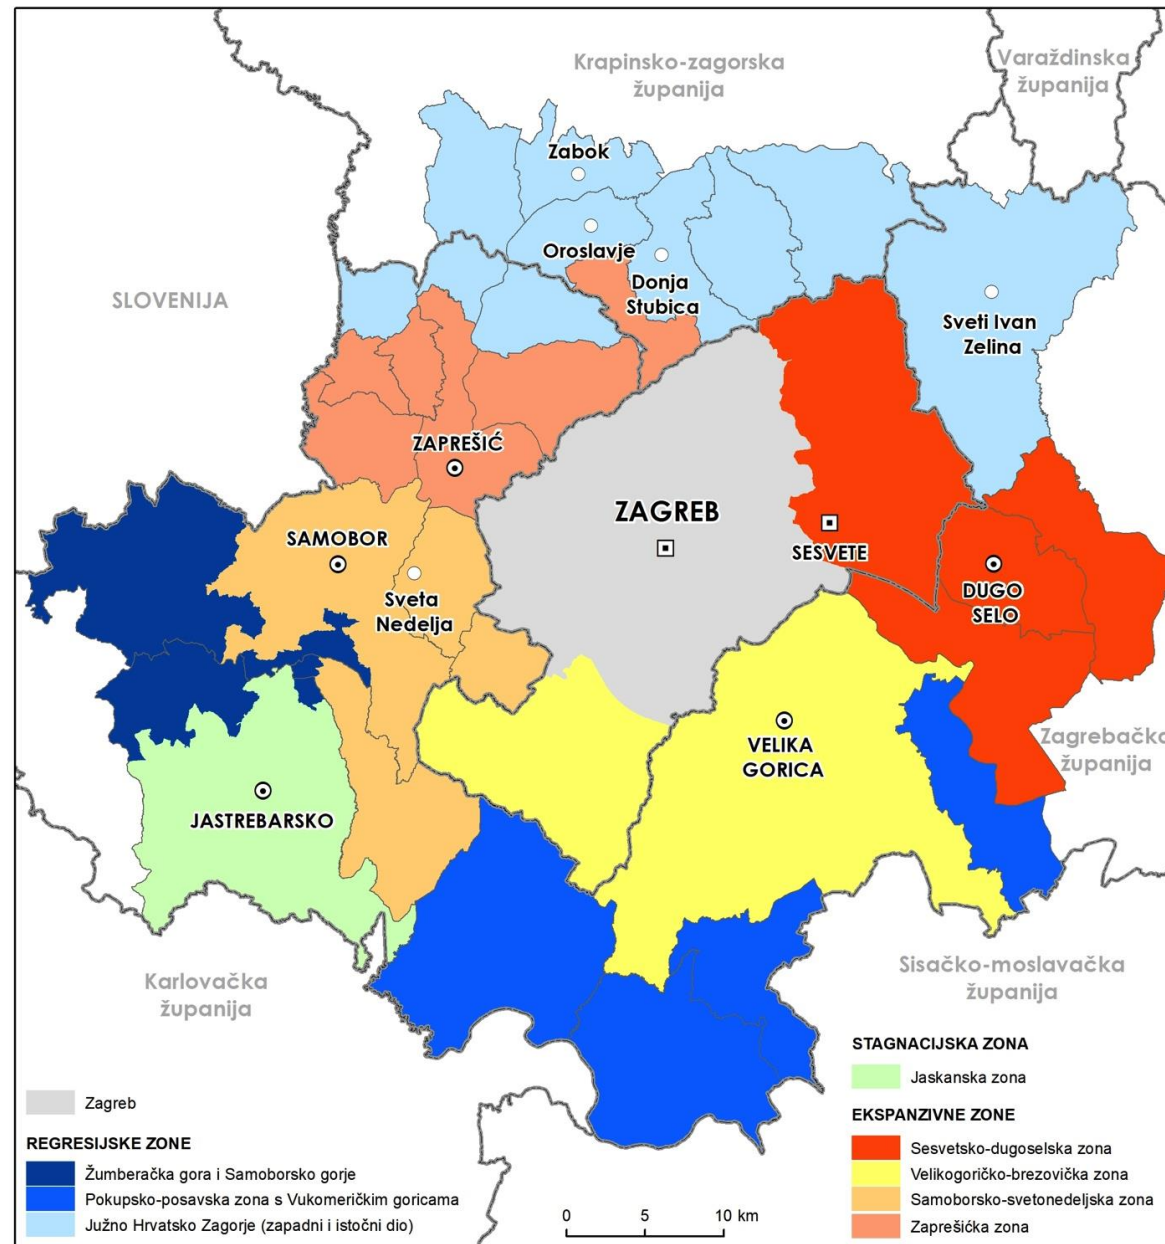 Krapinsko-zagorska
županija
Varaždinska
županija
Zabok
Oroslavje
Donja
Stubica
SLOVENIJA
Sveti Ivan
Zelina
ZAPREŠIĆ
ZAGREB
SAMOBOR
SESVETE
Sveta
Nedelja
DUGO
SELO
VELIKA
GORICA
Zagrebačka
županija
JASTREBARSKO
Karlovačka
županija
Sisačko-moslavačka
županija
Zagreb
REGRESIJSKE ZONE
Žumberačka gora i Samoborsko gorje
Pokupsko-posavska zona s Vukomeričkim goricama
Južno Hrvatsko Zagorje (zapadni i istočni dio)
0 5 10 km
STAGNACIJSKA ZONA
Jaskanska zona
EKSPANZIVNE ZONE
Sesvetsko-dugoselska zona
Velikogoričko-brezovička zona
Samoborsko-svetonedeljska zona
Zaprešićka zona